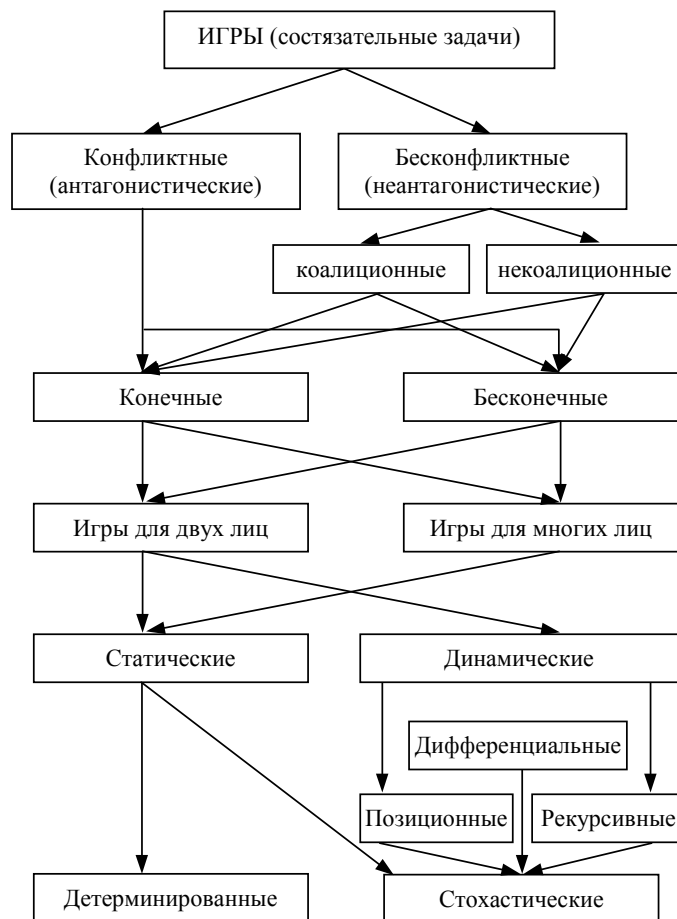 ИГРЫ (состязательные задачи)
Конфликтные
(антагонистические)
Бесконфликтные
(неантагонистические)
коалиционные
некоалиционные
Конечные
Бесконечные
Игры для двух лиц
Игры для многих лиц
Статические
Динамические
Дифференциальные
Позиционные
Рекурсивные
Детерминированные
Стохастические